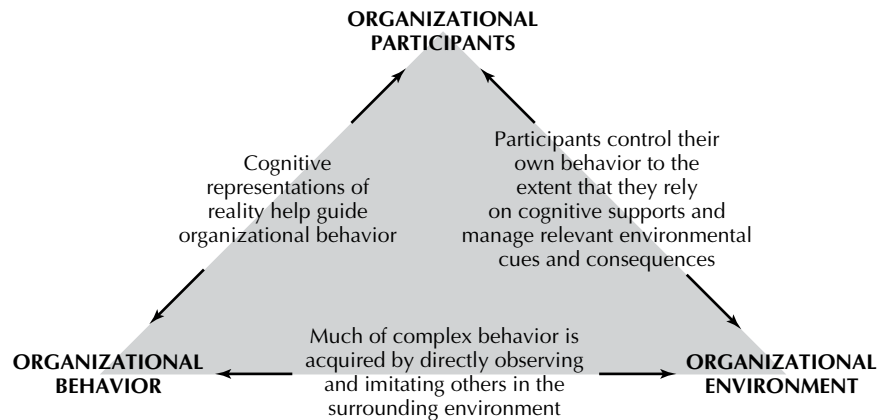 ORGANIZATIONAL
PARTICIPANTS
Cognitive
representations of
reality help guide
organizational behavior
Participants control their
own behavior to the
extent that they rely
on cognitive supports and
manage relevant environmental
cues and consequences
ORGANIZATIONAL
BEHAVIOR
Much of complex behavior is
acquired by directly observing
and imitating others in the
surrounding environment
ORGANIZATIONAL
ENVIRONMENT